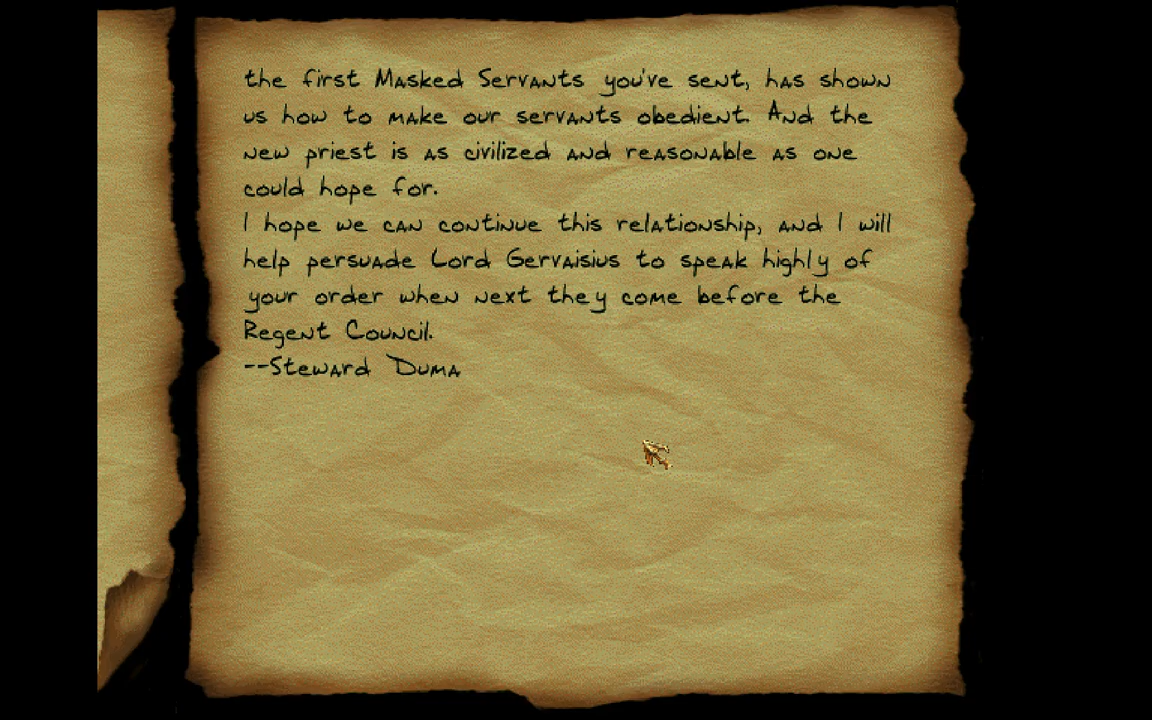 the first Masked Servants you've sent, has shown
us how to make our servants obedient. And the
new priest is as civilized and reasonable as one
could hope for.
I hope we can continue this relationship, and I will
help persuade Lord Gervaisius to speak highly of
your order when next they come before the
Regent Council.
--Steward Duma